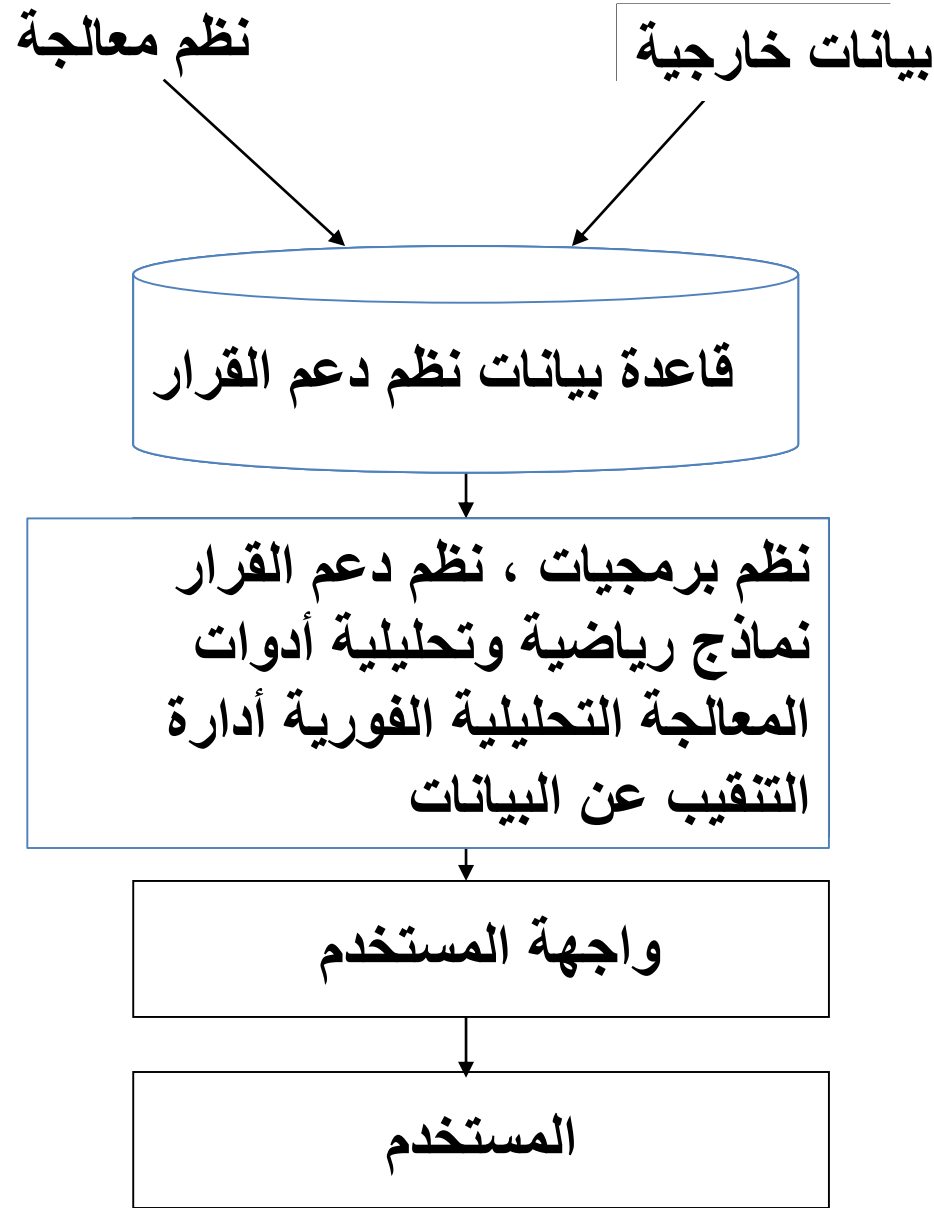 بيانات خارجية
نظم معالجة
قاعدة بيانات نظم دعم القرار
نظم برمجيات ، نظم دعم القرار
نماذج رياضية وتحليلية أدوات
المعالجة التحليلية الفورية أدارة
التنقيب عن البيانات
واجهة المستخدم
المستخدم